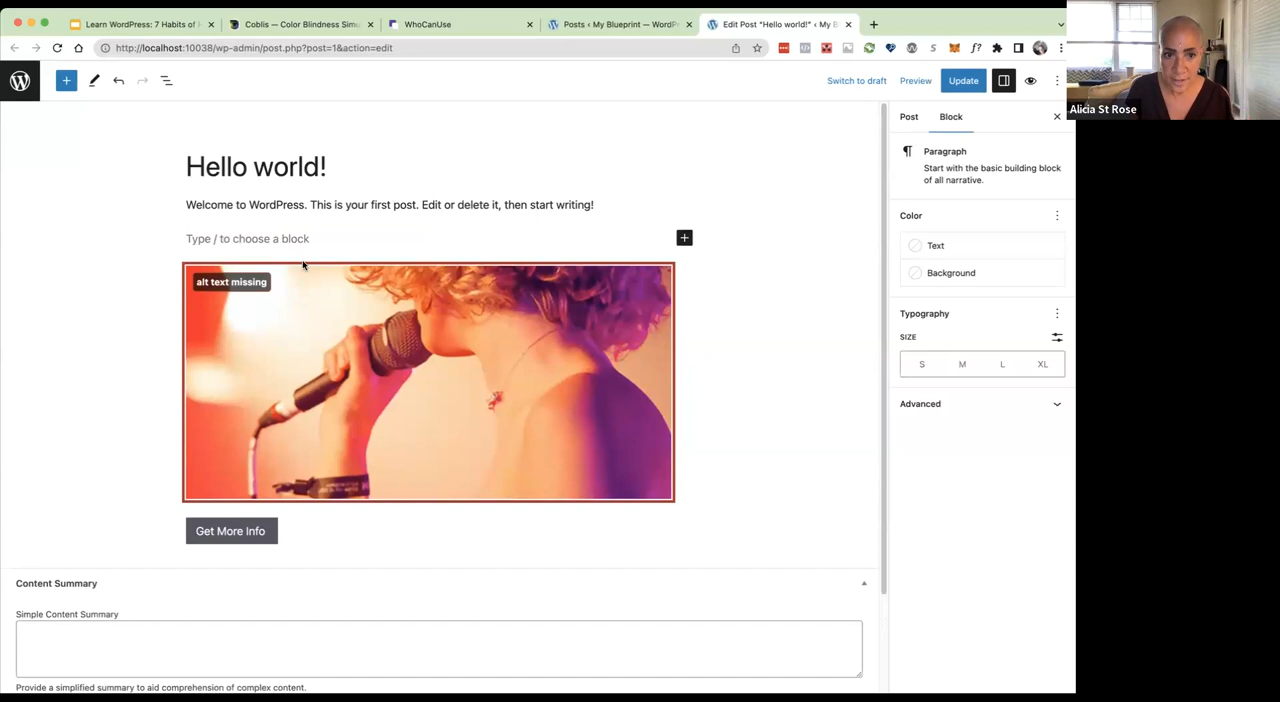 Learn WordPress: 7 Habits of
Coblis — Color Blindness Simu
WhoCanUse
Posts ‹ My Blueprint — WordP
Edit Post "Hello world!" ‹ My B
http://localhost:10038/wp-admin/post.php?post=1&action=edit
Alicia St Rose
Switch to draft
Preview
Update
Post
Block
Paragraph
Start with the basic building block
of all narrative.
Color
Text
Background
Typography
SIZE
S M L XL
Advanced
Hello world!
Welcome to WordPress. This is your first post. Edit or delete it, then start writing!
Type / to choose a block
alt text missing
Get More Info
Content Summary
Simple Content Summary
Provide a simplified summary to aid comprehension of complex content.